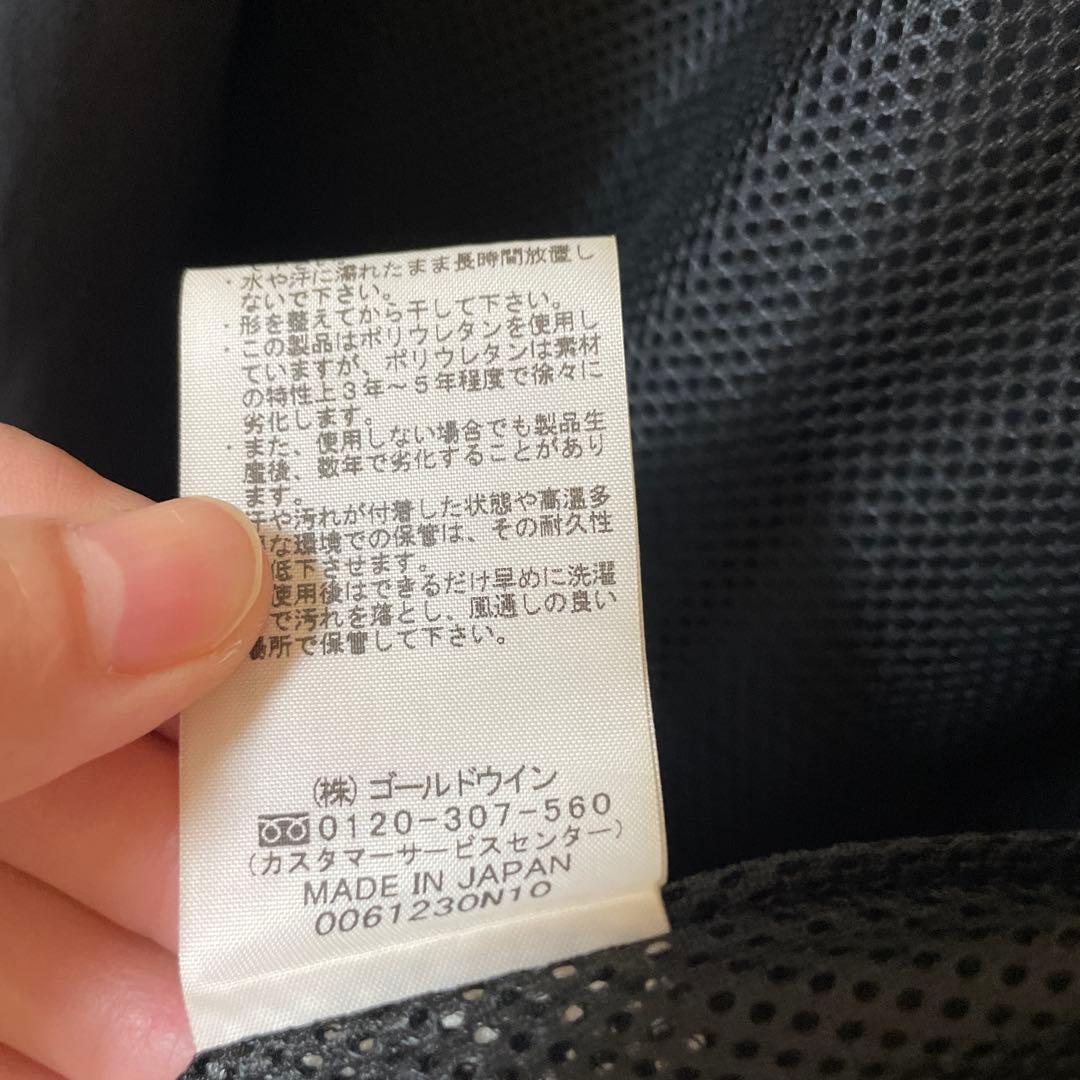 ・水や汗に濡れたまま長時間放置し
ないで下さい。
・形を整えてから干して下さい。
・この製品はポリウレタンを使用し
ていますが、ポリウレタンは素材
の特性上3年〜5年程度で徐々に
劣化します。
・また、使用しない場合でも製品生
産後、数年で劣化することがあり
ます。
汗や汚れが付着した状態や高温多
な環境での保管は、その耐久性
低下させます。
使用後はできるだけ早めに洗濯
で汚れを落とし、風通しの良い
場所で保管して下さい。
(株)ゴールドウイン
0120-307-560
(カスタマーサービスセンター)
MADE IN JAPAN
0061230N10